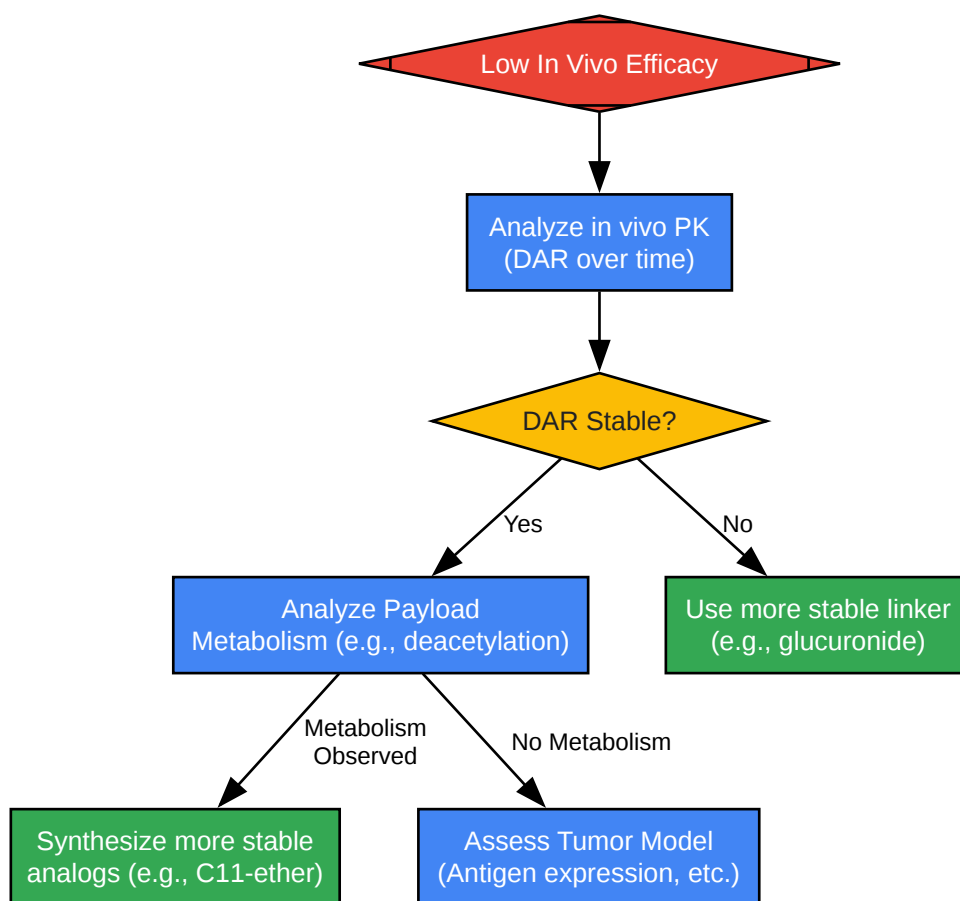 Low In Vivo Efficacy
Analyze in vivo PK
(DAR over time)
DAR Stable?
Yes
No
Analyze Payload
Metabolism (e.g., deacetylation)
Use more stable linker
(e.g., glucuronide)
Metabolism
Observed
No Metabolism
Synthesize more stable
analogs (e.g., C11-ether)
Assess Tumor Model
(Antigen expression, etc.)